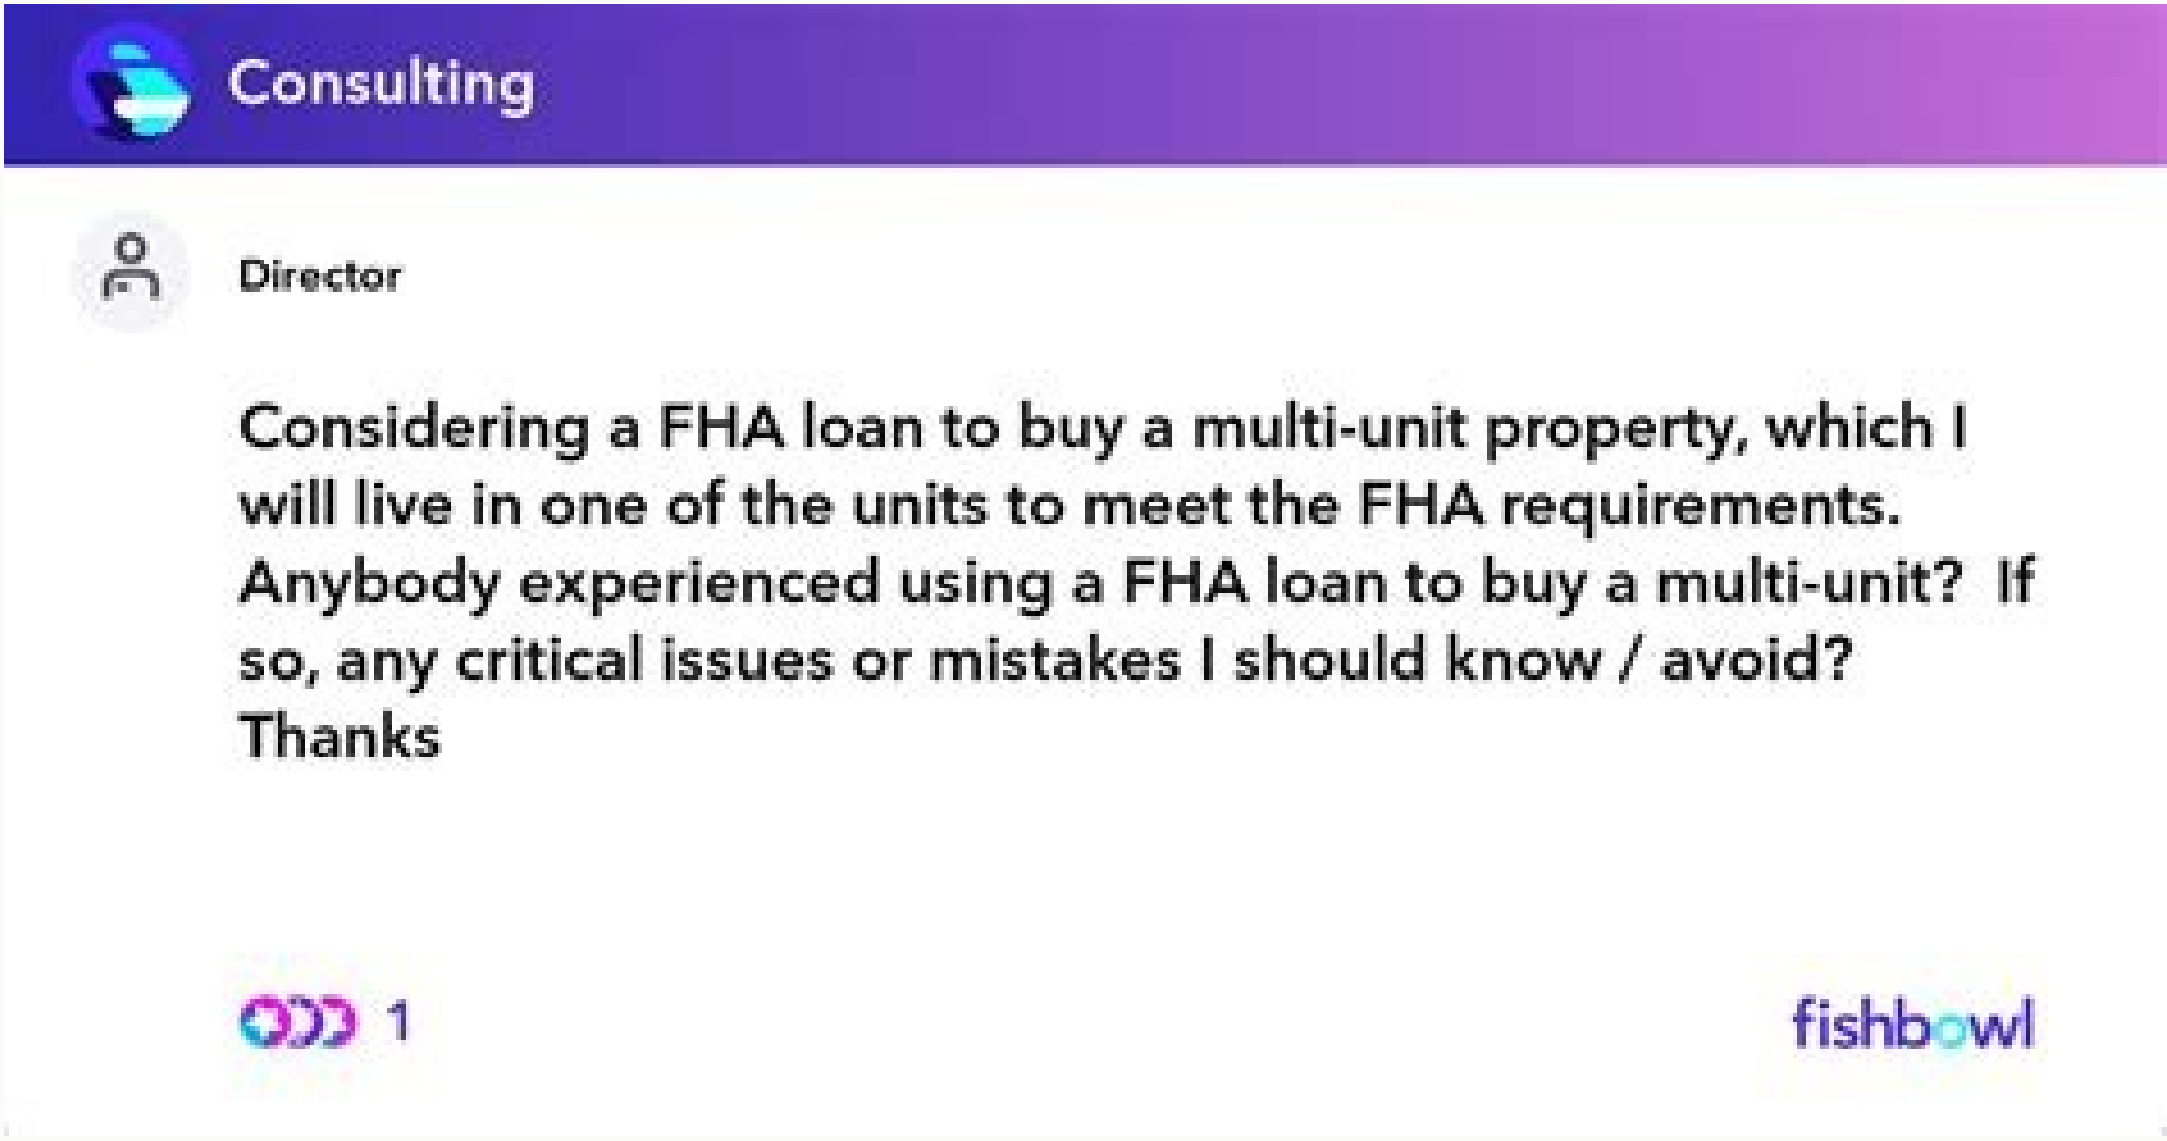 Consulting
Director
Considering a FHA loan to buy a multi-unit property, which I
will live in one of the units to meet the FHA requirements.
Anybody experienced using a FHA loan to buy a multi-unit?  If
so, any critical issues or mistakes I should know / avoid?
Thanks
1
fishbowl